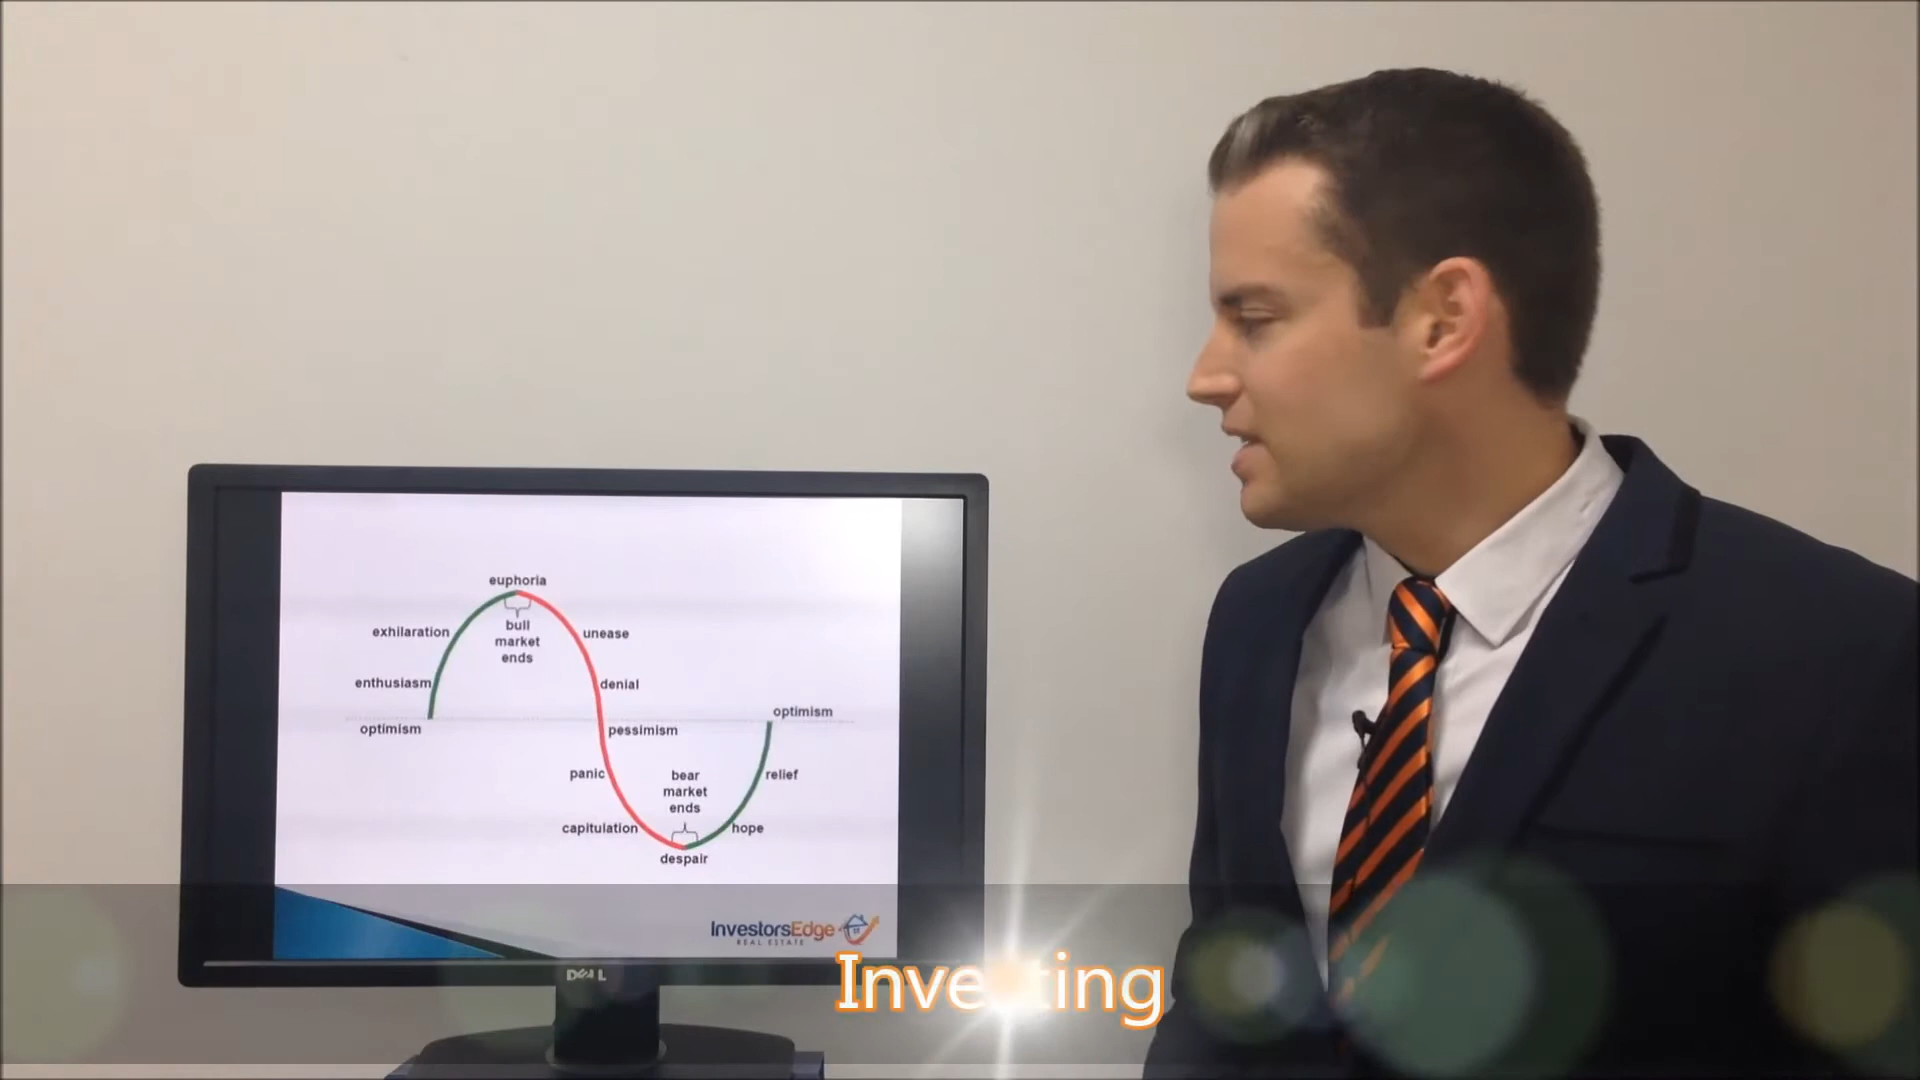 euphoria
exhilaration
bull
market
ends
unease
enthusiasm
denial
optimism
optimism
pessimism
panic
bear
market
ends
relief
capitulation
hope
despair
InvestorsEdge
REAL ESTATE
DELL
Investing